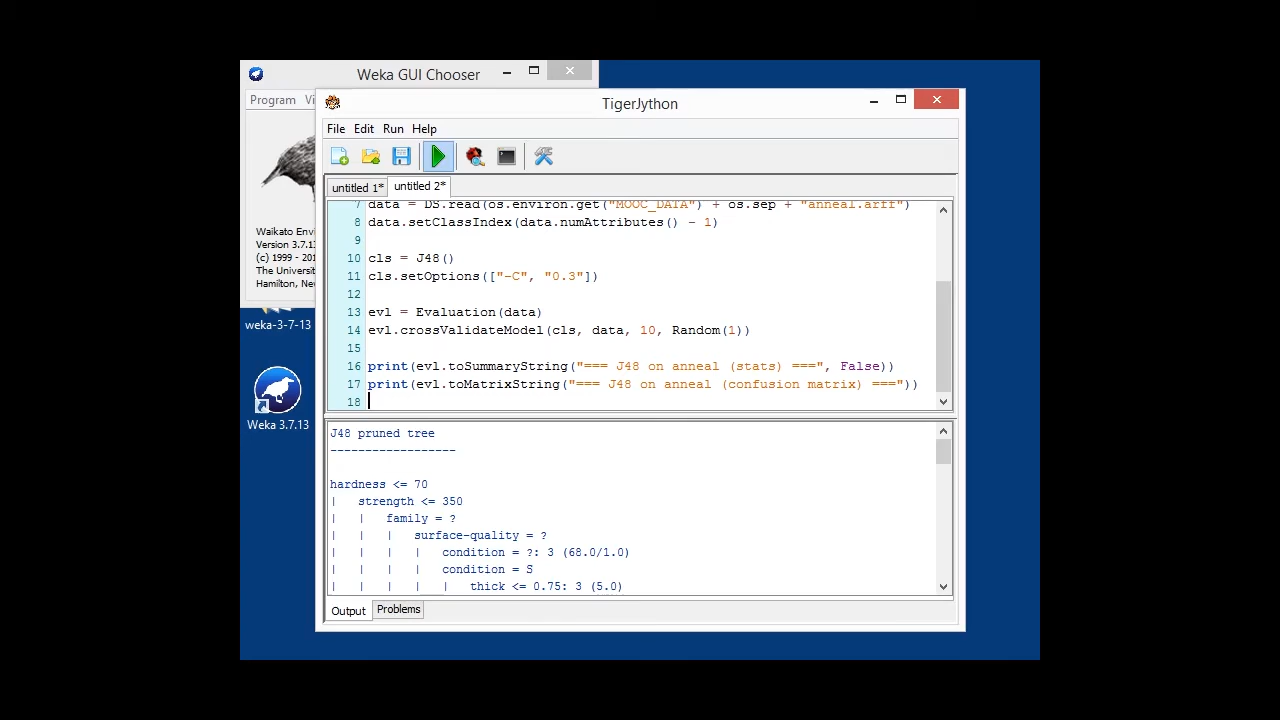 Weka GUI Chooser
Program Vi
Waikato Envi
Version 3.7.13
(c) 1999 - 201
The Universit
Hamilton, New
weka-3-7-13
Weka 3.7.13
TigerJython
File Edit Run Help
untitled 1* untitled 2*
7 data = DS.read(os.environ.get("MOOC_DATA") + os.sep + "anneal.arff")
8 data.setClassIndex(data.numAttributes() - 1)
9
10 cls = J48()
11 cls.setOptions(["-C", "0.3"])
12
13 evl = Evaluation(data)
14 evl.crossValidateModel(cls, data, 10, Random(1))
15
16 print(evl.toSummaryString("=== J48 on anneal (stats) ===", False))
17 print(evl.toMatrixString("=== J48 on anneal (confusion matrix) ==="))
18
J48 pruned tree
------------------
hardness <= 70
|   strength <= 350
|   |   family = ?
|   |   |   surface-quality = ?
|   |   |   |   condition = ?: 3 (68.0/1.0)
|   |   |   |   condition = S
|   |   |   |   |   thick <= 0.75: 3 (5.0)
Output Problems